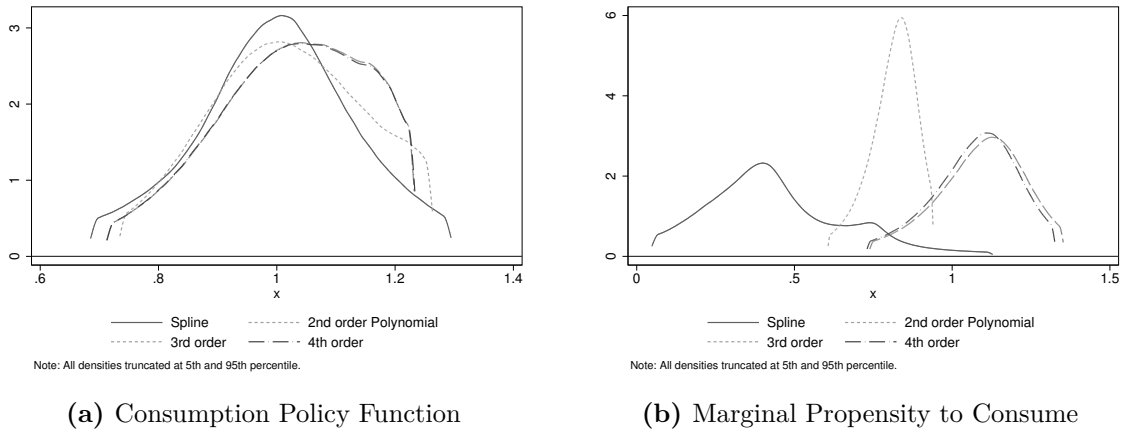 3
2
1
0
.6 .8 1 1.2 1.4
x
Spline 2nd order Polynomial
3rd order 4th order
Note: All densities truncated at 5th and 95th percentile.
(a) Consumption Policy Function
6
4
2
0
0 .5 1 1.5
x
Spline 2nd order Polynomial
3rd order 4th order
Note: All densities truncated at 5th and 95th percentile.
(b) Marginal Propensity to Consume